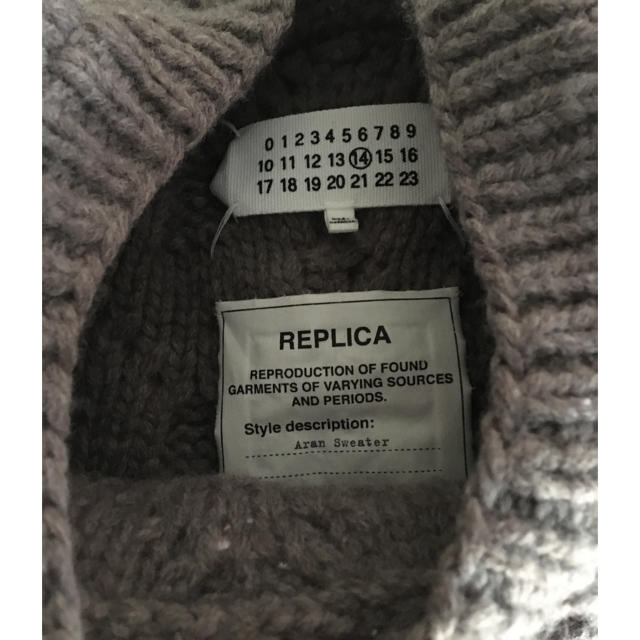 0 1 2 3 4 5 6 7 8 9
10 11 12 13 14 15 16
17 18 19 20 21 22 23
REPLICA
REPRODUCTION OF FOUND
GARMENTS OF VARYING SOURCES
AND PERIODS.
Style description:
Aran Sweater